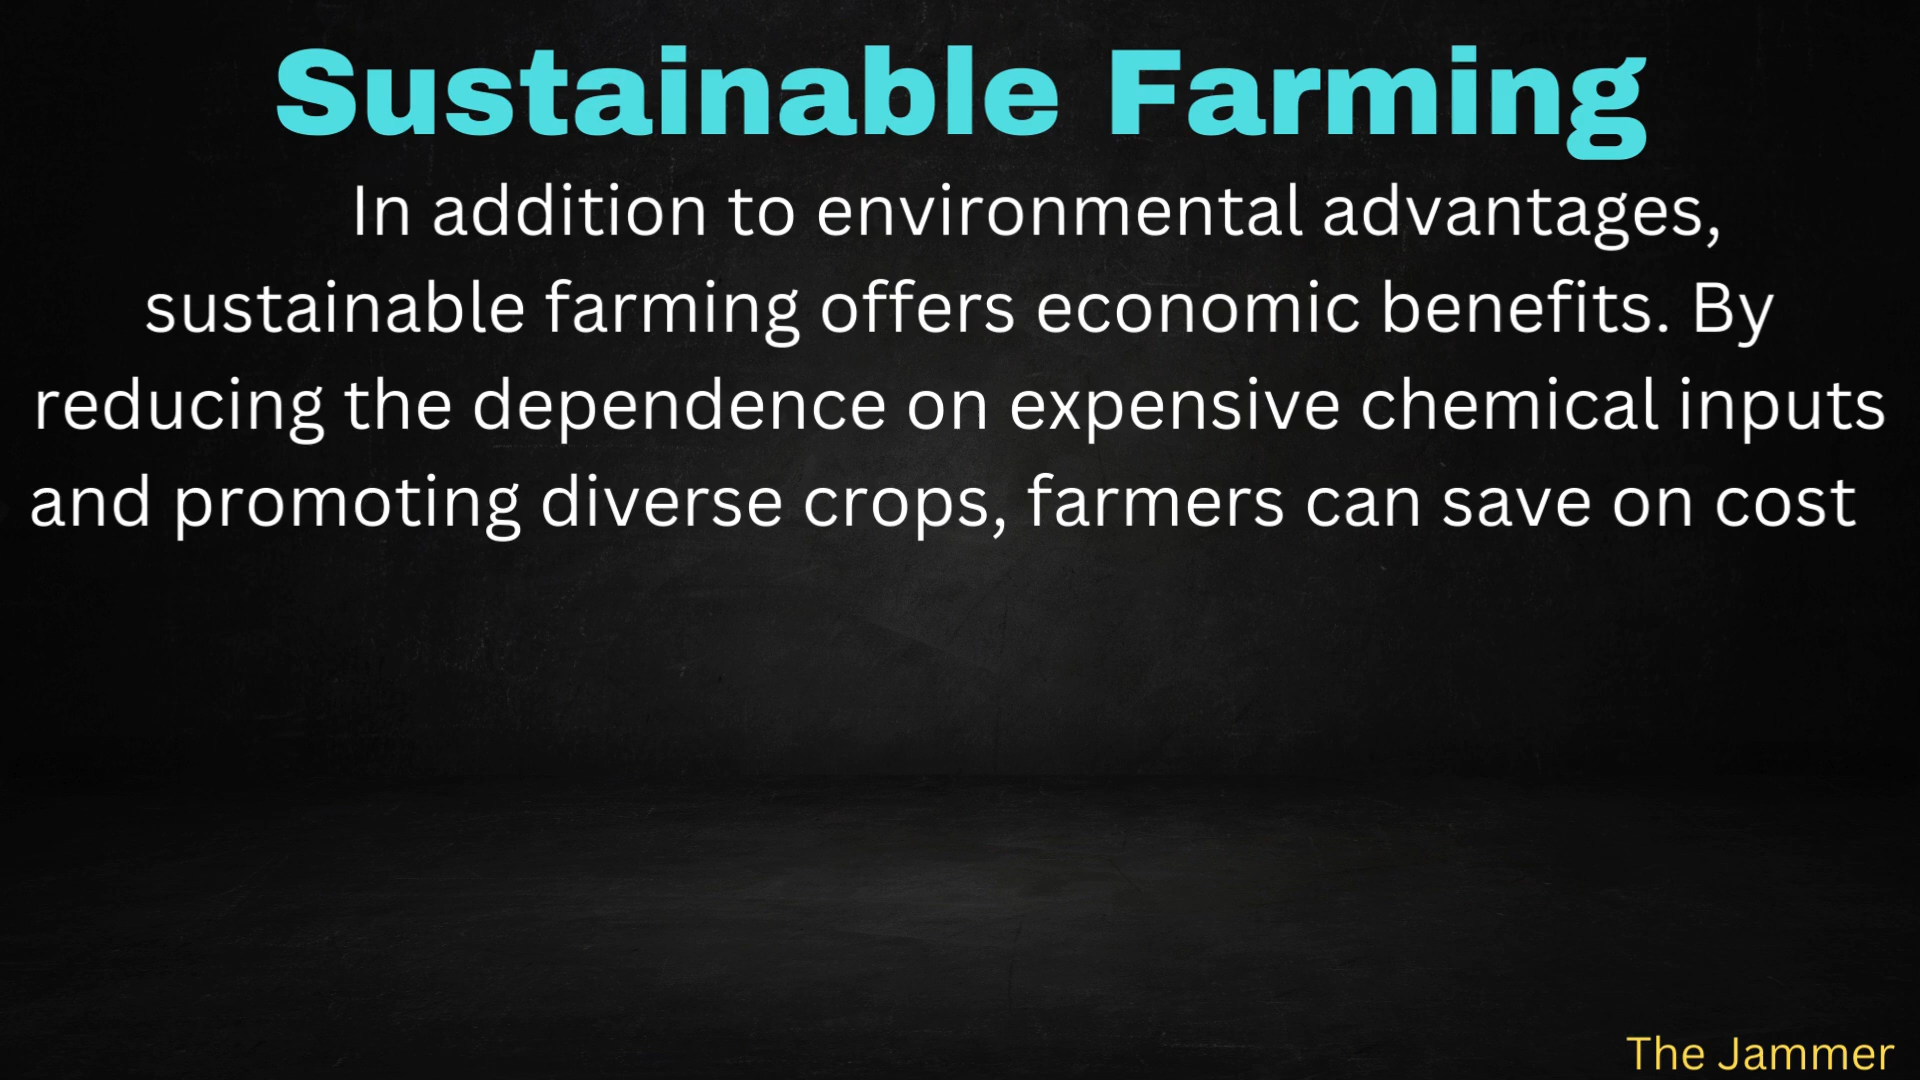 Sustainable Farming
In addition to environmental advantages,
sustainable farming offers economic benefits. By
reducing the dependence on expensive chemical inputs
and promoting diverse crops, farmers can save on cost
The Jammer